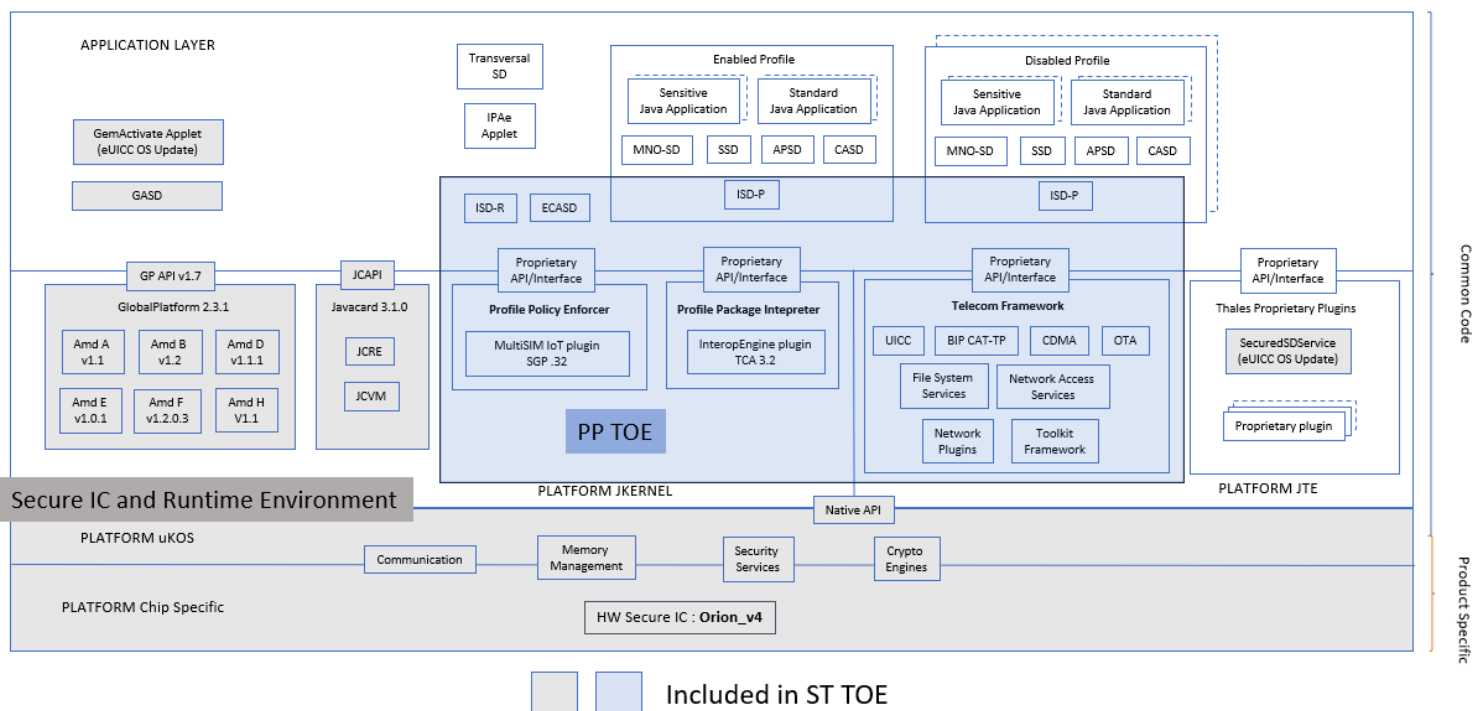 APPLICATION LAYER
GemActivate Applet
(eUICC OS Update)
GASD
Transversal
SD
IPAe
Applet
Enabled Profile
Sensitive
Java Application
Standard
Java Application
MNO-SD
SSD
APSD
CASD
ISD-P
Disabled Profile
Sensitive
Java Application
Standard
Java Application
MNO-SD
SSD
APSD
CASD
ISD-P
ISD-R
ECASD
GP API v1.7
GlobalPlatform 2.3.1
Amd A
v1.1
Amd B
v1.2
Amd D
v1.1.1
Amd E
v1.0.1
Amd F
v1.2.0.3
Amd H
V1.1
JCAPI
Javacard 3.1.0
JCRE
JCVM
Proprietary
API/Interface
Profile Policy Enforcer
MultiSIM IoT plugin
SGP .32
Proprietary
API/Interface
Profile Package Intepreter
InteropEngine plugin
TCA 3.2
Proprietary
API/Interface
Telecom Framework
UICC
BIP CAT-TP
CDMA
OTA
File System
Services
Network Access
Services
Network
Plugins
Toolkit
Framework
Proprietary
API/Interface
Thales Proprietary Plugins
SecuredSDService
(eUICC OS Update)
Proprietary plugin
PP TOE
PLATFORM JKERNEL
PLATFORM JTE
Secure IC and Runtime Environment
Native API
PLATFORM uKOS
Communication
Memory
Management
Security
Services
Crypto
Engines
PLATFORM Chip Specific
HW Secure IC : Orion_v4
Common Code
Product Specific
Included in ST TOE